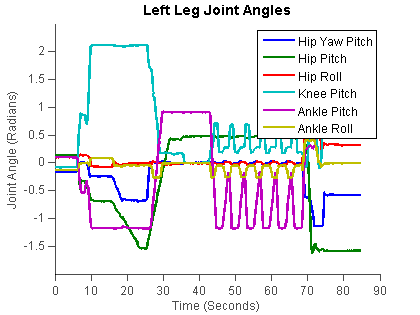 Left Leg Joint Angles
Hip Yaw Pitch
Hip Pitch
Hip Roll
Knee Pitch
Ankle Pitch
Ankle Roll
Joint Angle (Radians)
2
1.5
1
0.5
0
-0.5
-1
-1.5
0 10 20 30 40 50 60 70 80 90
Time (Seconds)